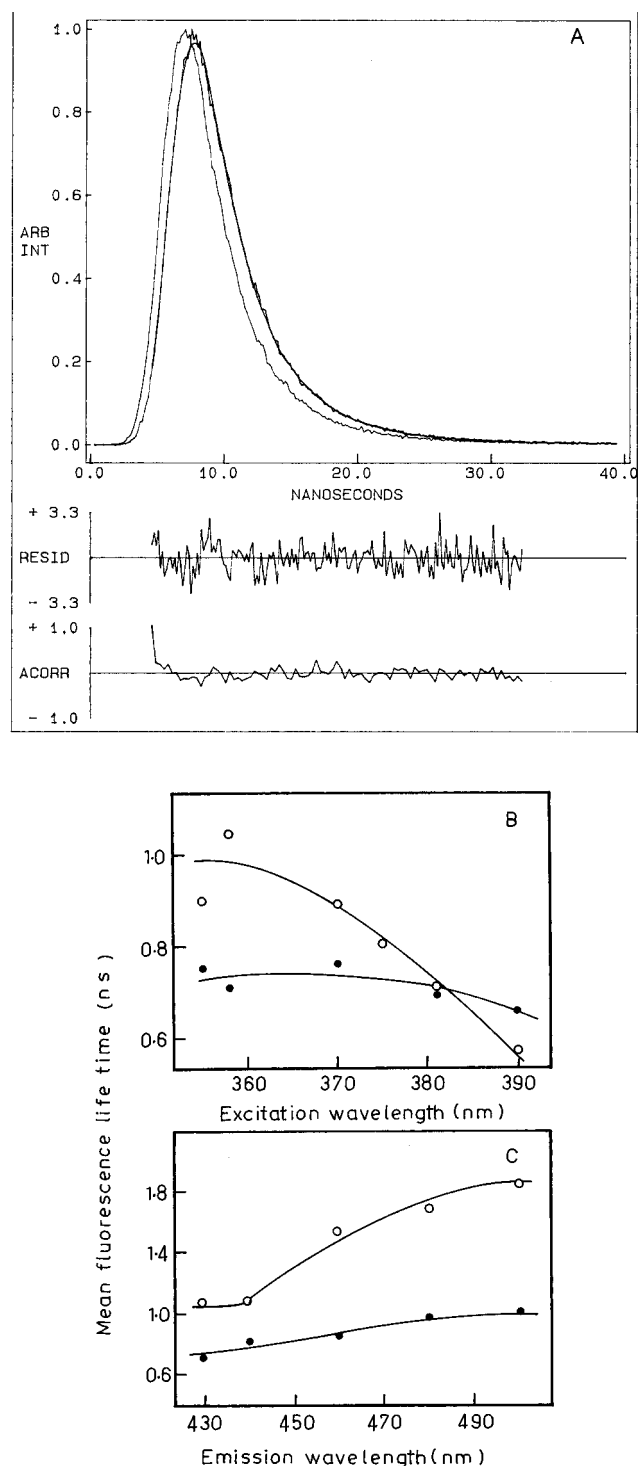 A
1.0
0.8
0.6
ARB
INT
0.4
0.2
0.0
0.0 10.0 20.0 30.0 40.0
NANOSECONDS
+ 3.3
RESID
- 3.3
+ 1.0
ACORR
- 1.0
B
1.0
0.8
0.6
360 370 380 390
Excitation wavelength (nm)
Mean fluorescence life time (ns)
C
1.8
1.4
1.0
0.6
430 450 470 490
Emission wavelength (nm)